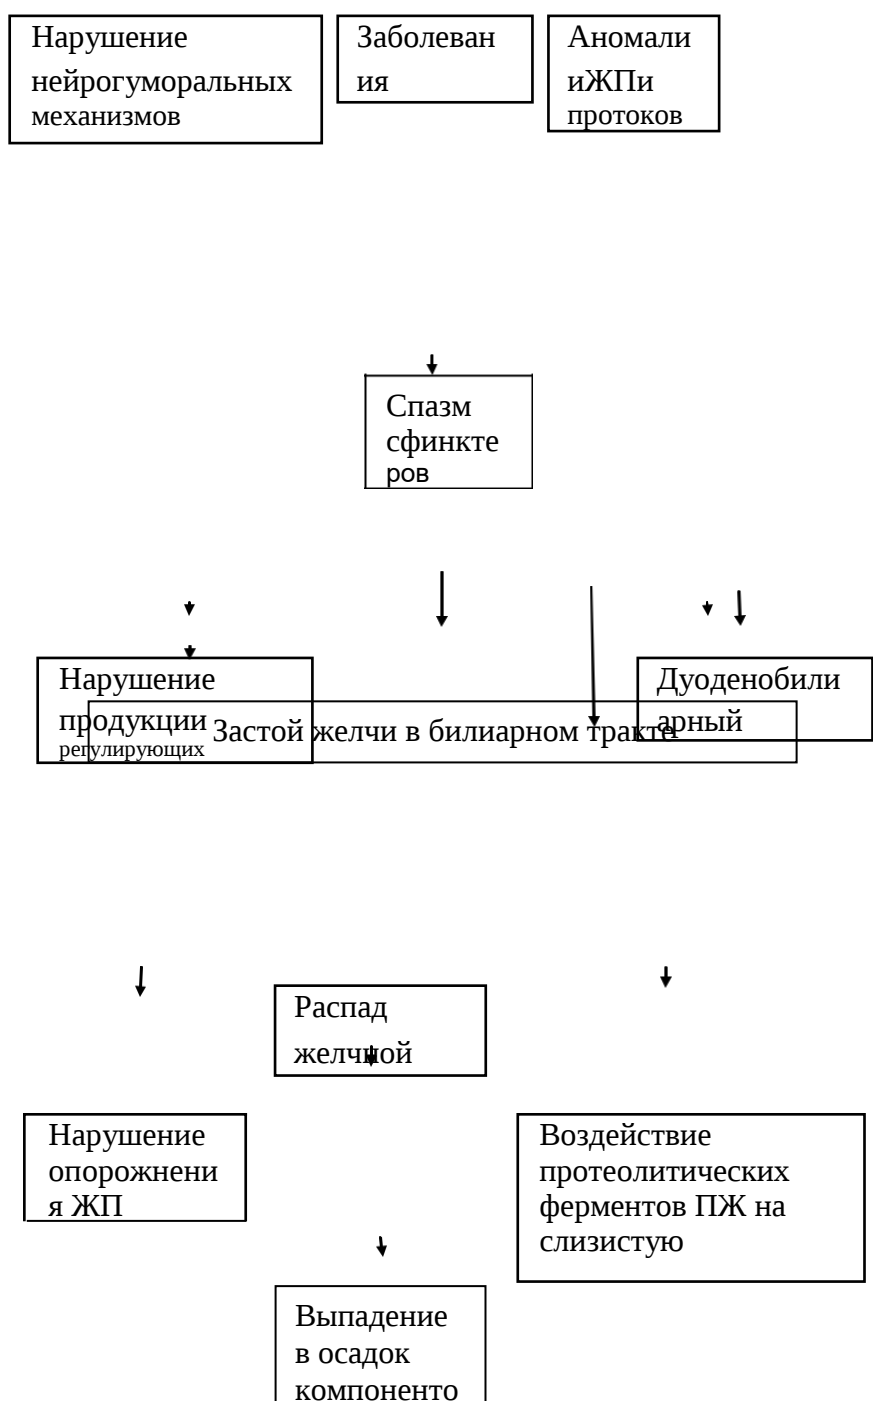 Нарушение
нейрогуморальных
механизмов
Заболеван
ия
Аномали
иЖПи
протоков
Спазм
сфинкте
ров
Нарушение
продукции
регулирующих
Застой желчи в билиарном тракте
Дуоденобили
арный
Распад
желчной
Нарушение
опорожнени
я ЖП
Воздействие
протеолитических
ферментов ПЖ на
слизистую
Выпадение
в осадок
компоненто